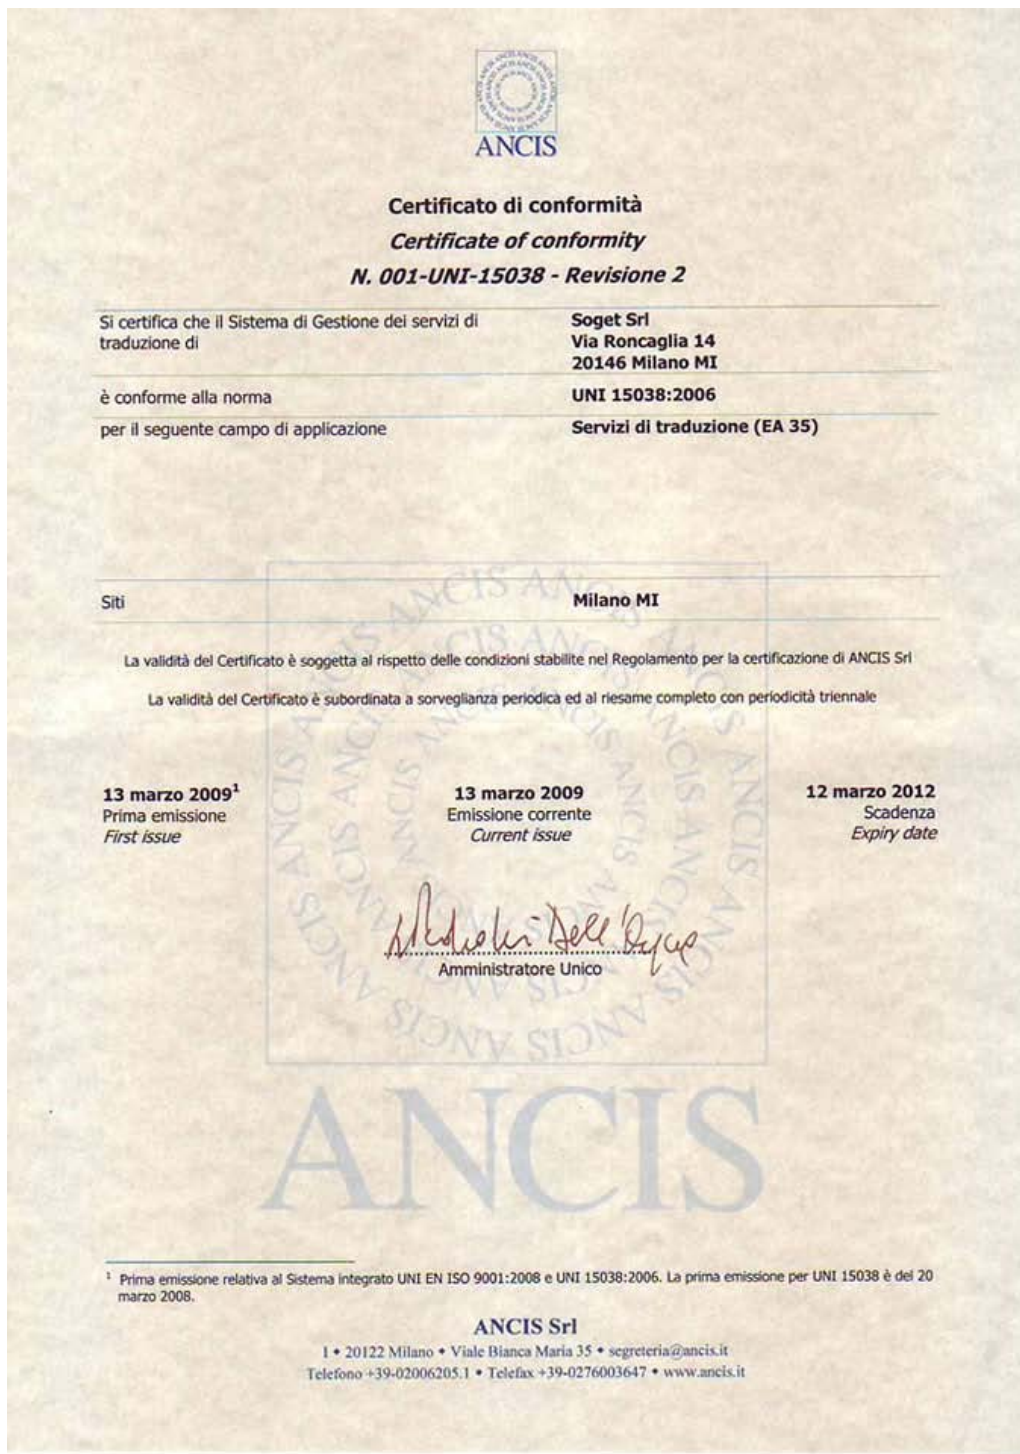 ANCIS
Certificato di conformità
Certificate of conformity
N. 001-UNI-15038 - Revisione 2
Si certifica che il Sistema di Gestione dei servizi di
traduzione di
Soget Srl
Via Roncaglia 14
20146 Milano MI
è conforme alla norma
UNI 15038:2006
per il seguente campo di applicazione
Servizi di traduzione (EA 35)
Siti
Milano MI
La validità del Certificato è soggetta al rispetto delle condizioni stabilite nel Regolamento per la certificazione di ANCIS Srl
La validità del Certificato è subordinata a sorveglianza periodica ed al riesame completo con periodicità triennale
13 marzo 2009¹
Prima emissione
First issue
13 marzo 2009
Emissione corrente
Current issue
12 marzo 2012
Scadenza
Expiry date
Amministratore Unico
ANCIS
¹ Prima emissione relativa al Sistema integrato UNI EN ISO 9001:2008 e UNI 15038:2006. La prima emissione per UNI 15038 è del 20
marzo 2008.
ANCIS Srl
I • 20122 Milano • Viale Bianca Maria 35 • segreteria@ancis.it
Telefono +39-02006205.1 • Telefax +39-0276003647 • www.ancis.it